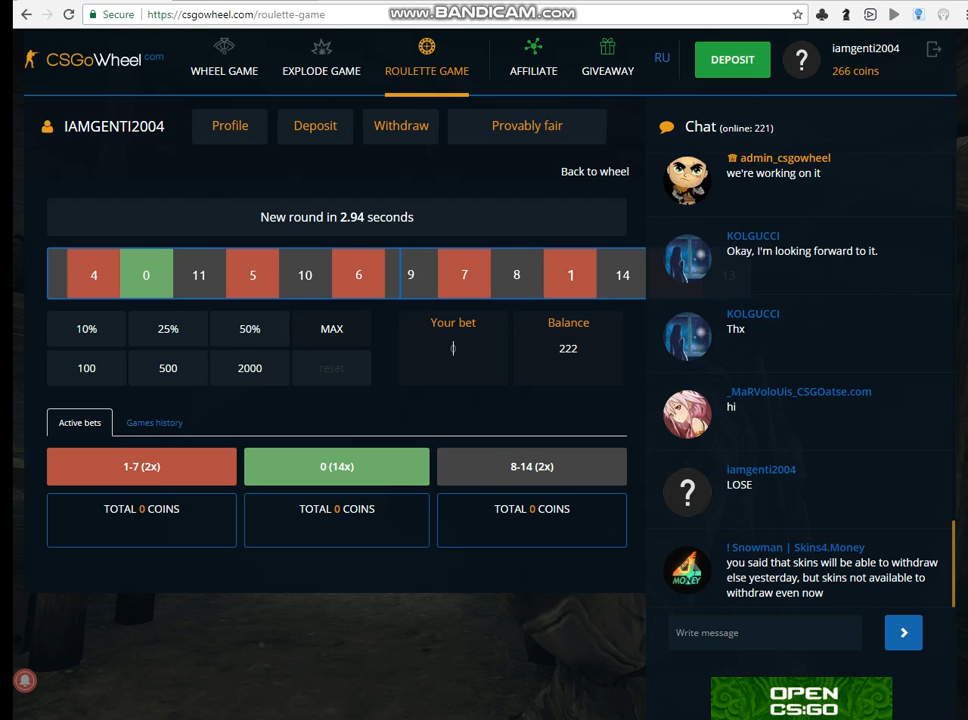 Secure
https://csgowheel.com/roulette-game
www.BANDICAM.com
CSGoWheel.com
WHEEL GAME
EXPLODE GAME
ROULETTE GAME
AFFILIATE
GIVEAWAY
RU
DEPOSIT
?
iamgenti2004
266 coins
IAMGENTI2004
Profile
Deposit
Withdraw
Provably fair
Back to wheel
New round in 2.94 seconds
4 0 11 5 10 6 9 7 8 1 14 13
10% 25% 50% MAX
100 500 2000 reset
Your bet
0
Balance
222
Active bets
Games history
1-7 (2x)
0 (14x)
8-14 (2x)
TOTAL 0 COINS
TOTAL 0 COINS
TOTAL 0 COINS
Chat (online: 221)
admin_csgowheel
we're working on it
KOLGUCCI
Okay, I'm looking forward to it.
KOLGUCCI
Thx
_MaRVoloUis_CSGOatse.com
hi
?
iamgenti2004
LOSE
MONEY
! Snowman | Skins4.Money
you said that skins will be able to withdraw
else yesterday, but skins not available to
withdraw even now
Write message
OPEN
CS:GO